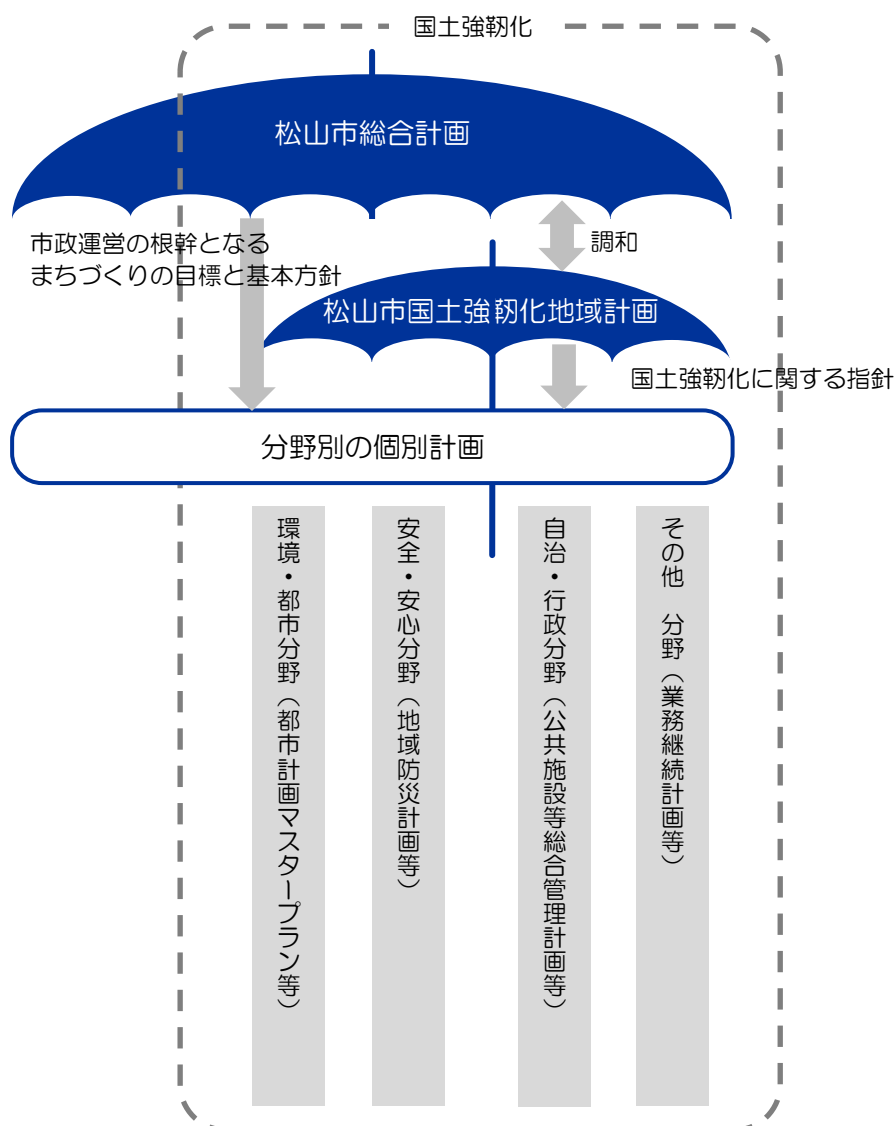 国土強靭化
松山市総合計画
市政運営の根幹となる
まちづくりの目標と基本方針
調和
松山市国土強靱化地域計画
国土強靭化に関する指針
分野別の個別計画
環境・都市分野（都市計画マスタープラン等）
安全・安心分野（地域防災計画等）
自治・行政分野（公共施設等総合管理計画等）
その他　分野（業務継続計画等）